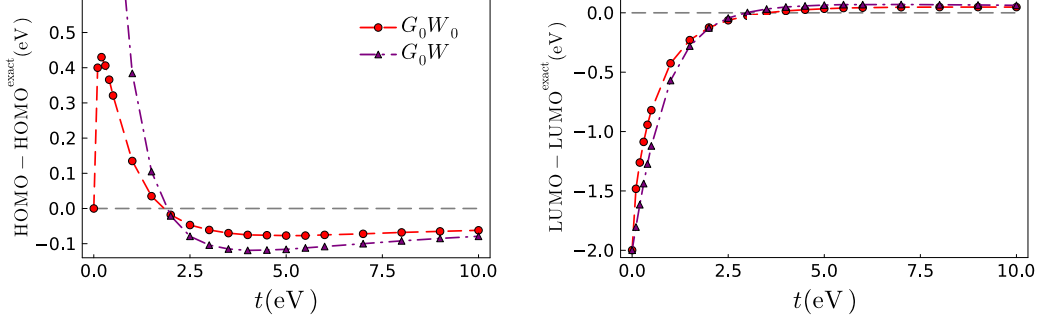 HOMO − HOMO^exact (eV)
0.5
0.4
0.3
0.2
0.1
0.0
−0.1
0.0 2.5 5.0 7.5 10.0
t(eV)
G₀W₀
G₀W
LUMO − LUMO^exact (eV)
0.0
−0.5
−1.0
−1.5
−2.0
0.0 2.5 5.0 7.5 10.0
t(eV)